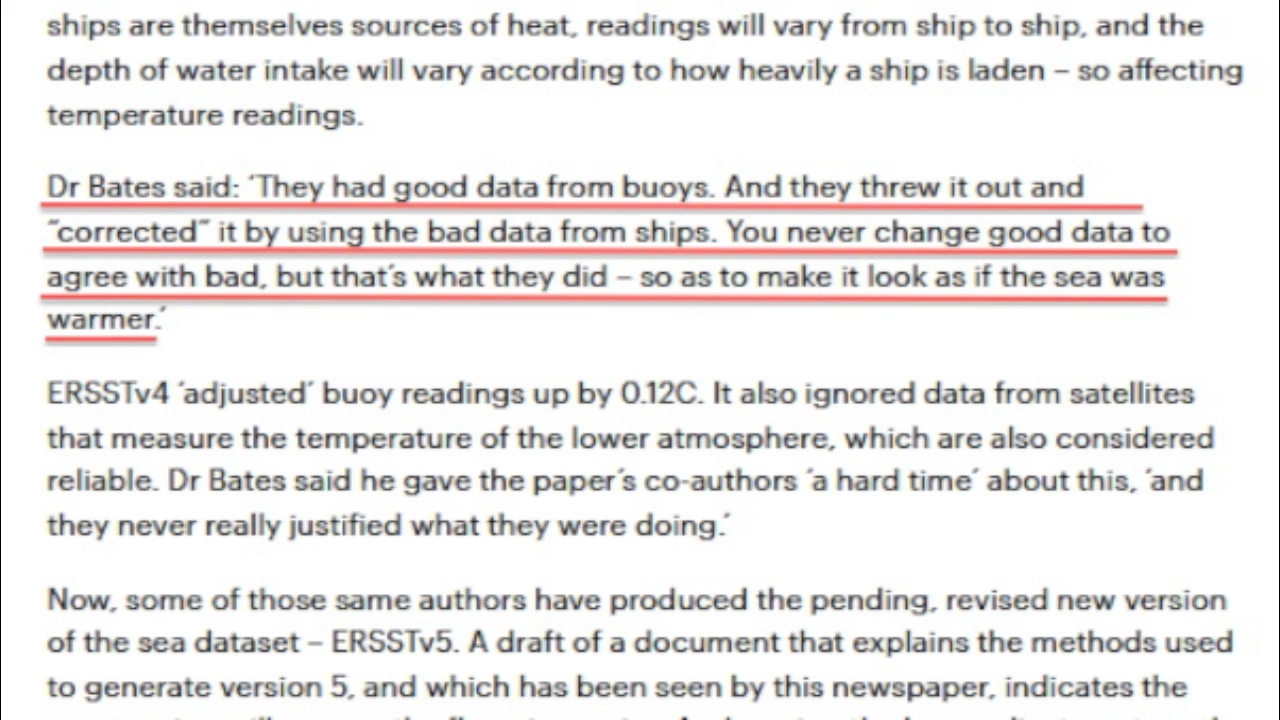 ships are themselves sources of heat, readings will vary from ship to ship, and the
depth of water intake will vary according to how heavily a ship is laden – so affecting
temperature readings.
Dr Bates said: ‘They had good data from buoys. And they threw it out and
“corrected” it by using the bad data from ships. You never change good data to
agree with bad, but that’s what they did – so as to make it look as if the sea was
warmer.’
ERSSTv4 ‘adjusted’ buoy readings up by 0.12C. It also ignored data from satellites
that measure the temperature of the lower atmosphere, which are also considered
reliable. Dr Bates said he gave the paper’s co-authors ‘a hard time’ about this, ‘and
they never really justified what they were doing.’
Now, some of those same authors have produced the pending, revised new version
of the sea dataset – ERSSTv5. A draft of a document that explains the methods used
to generate version 5, and which has been seen by this newspaper, indicates the